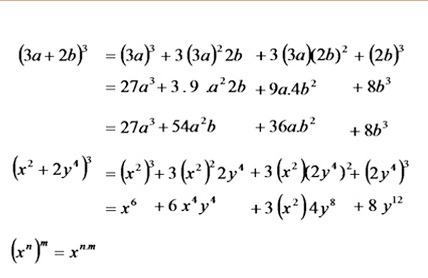 (3a + 2b)³ = (3a)³ + 3 (3a)² 2b + 3 (3a)(2b)² + (2b)³
= 27a³ + 3 . 9 .a² 2b + 9a.4b² + 8b³
= 27a³ + 54a²b + 36a.b² + 8b³
(x² + 2y⁴)³ = (x²)³ + 3 (x²)² 2y⁴ + 3 (x²)(2y⁴)² + (2y⁴)³
= x⁶ + 6 x⁴y⁴ + 3 (x²) 4y⁸ + 8 y¹²
(xⁿ)ᵐ = xⁿ·ᵐ